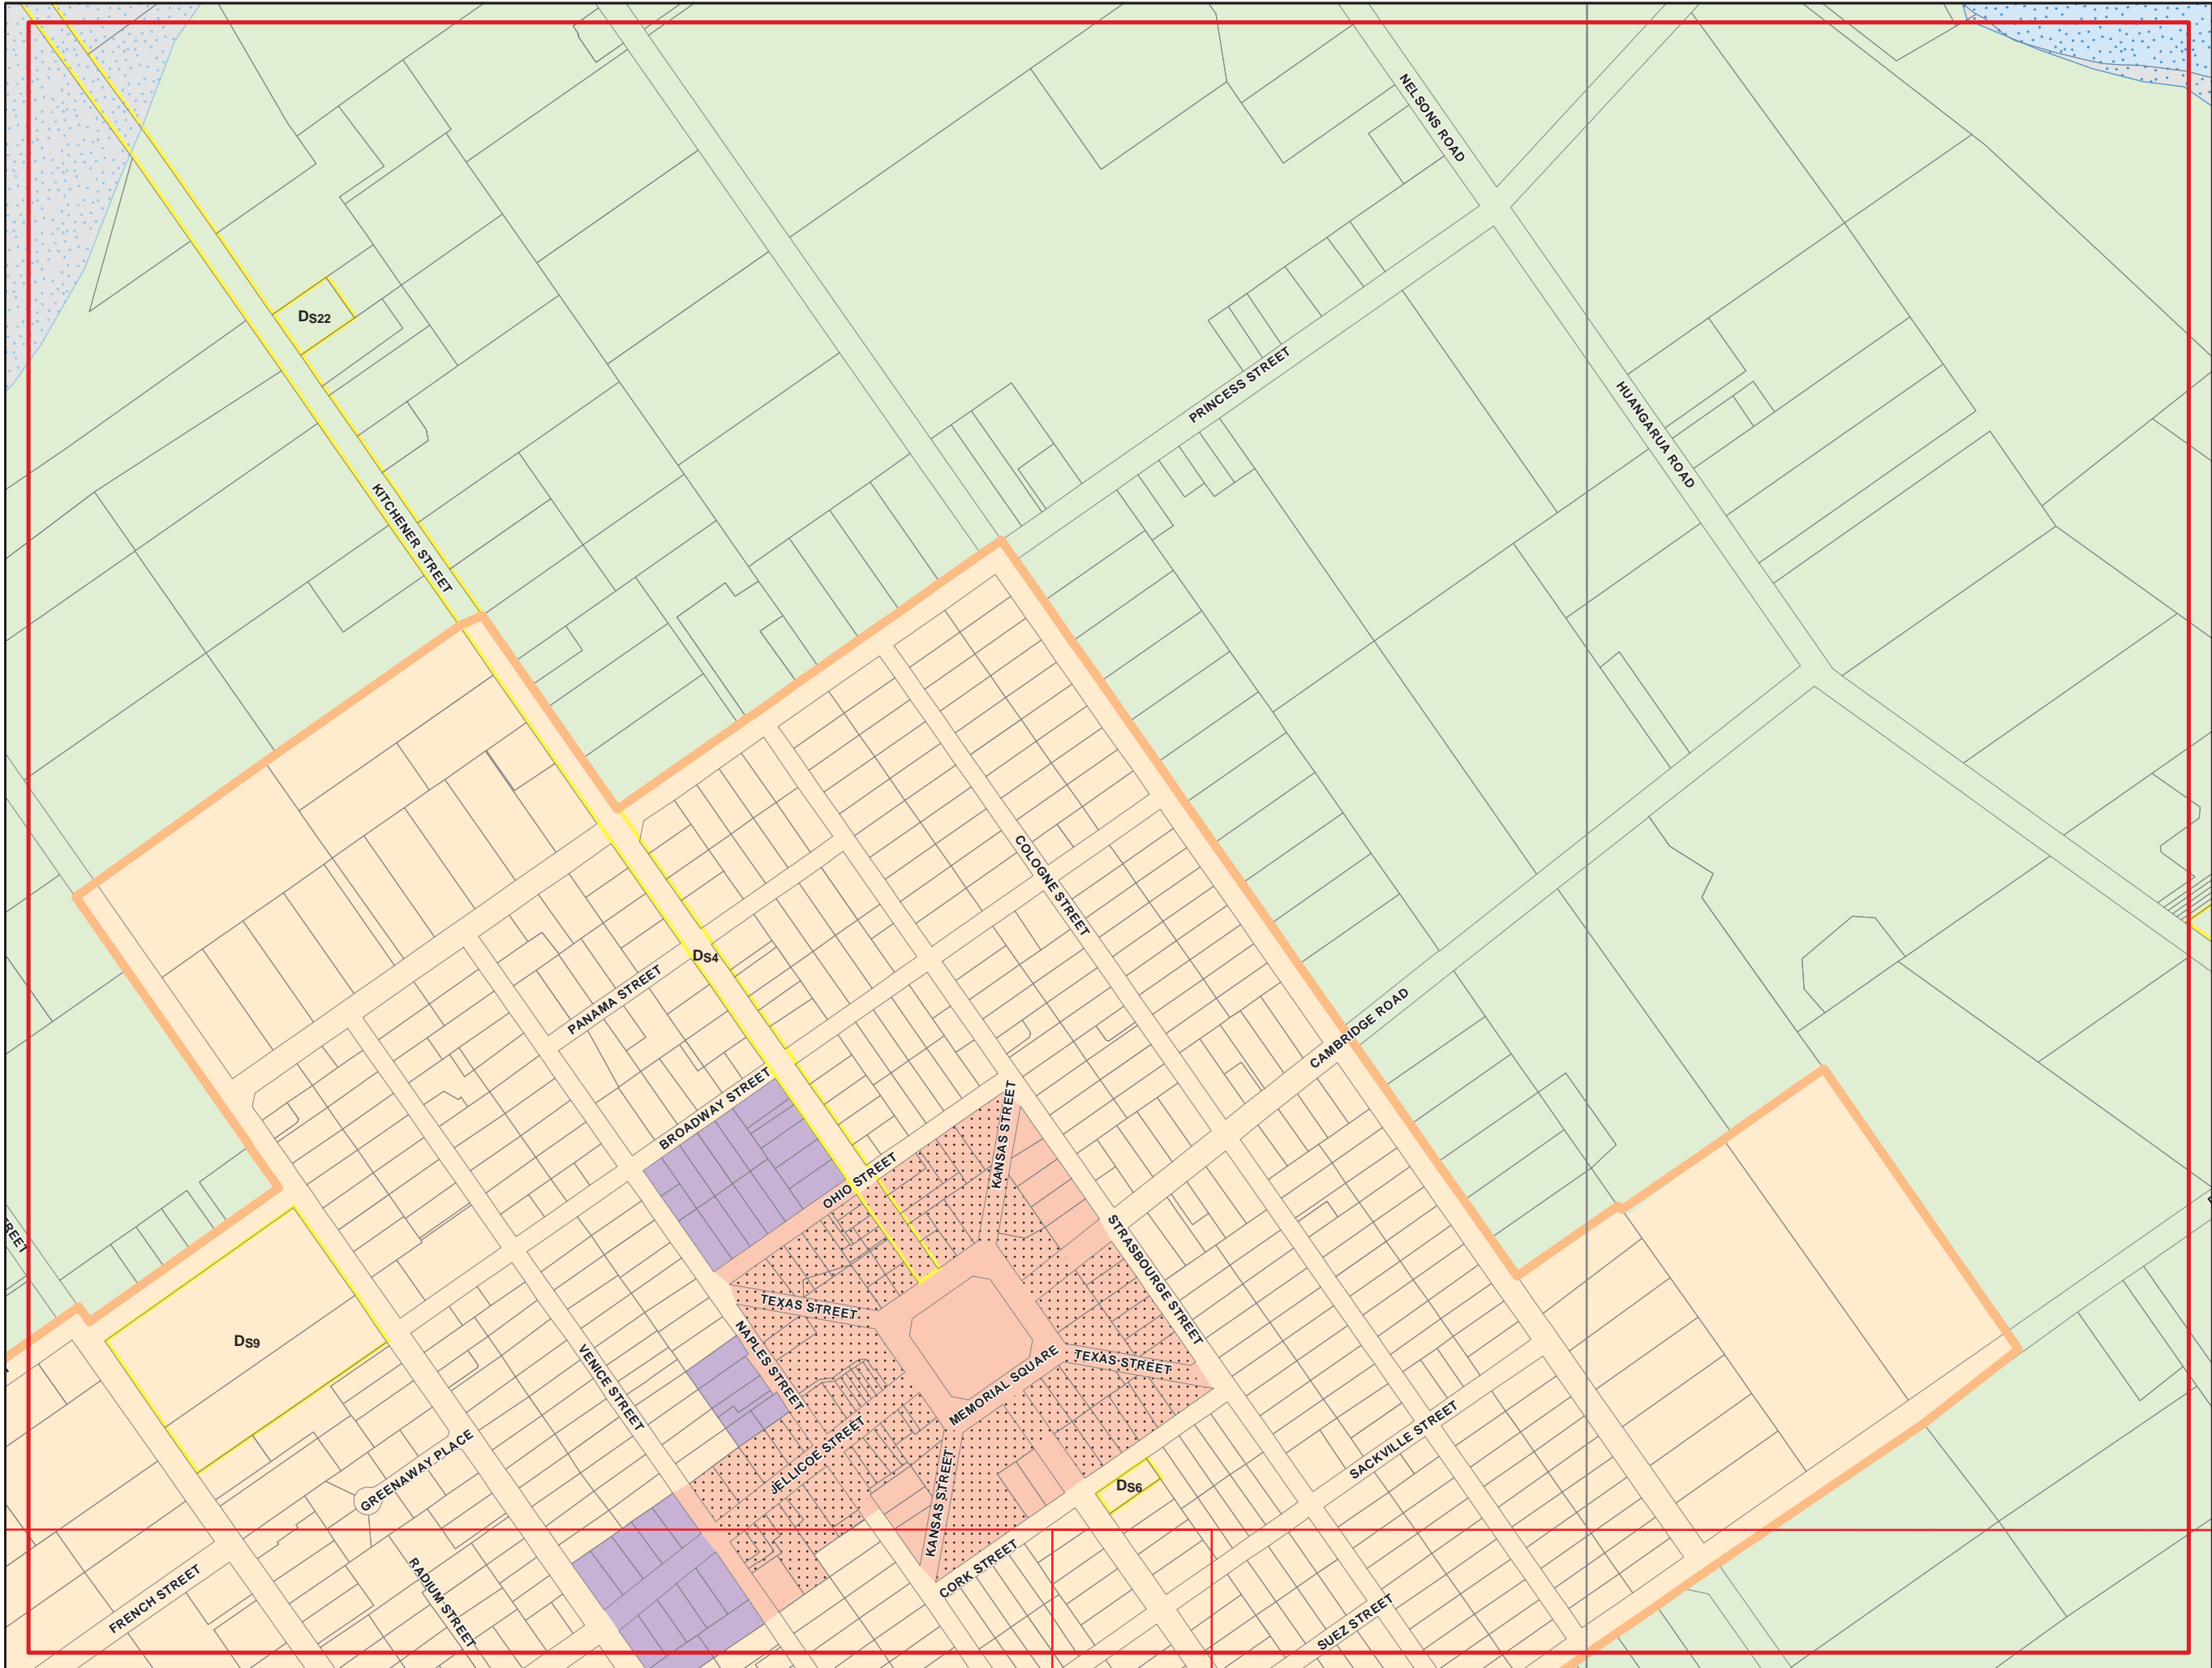 NELSONS ROAD
Ds22
PRINCESS STREET
HUANGARUA ROAD
KITCHENER STREET
COLOGNE STREET
Ds4
PANAMA STREET
CAMBRIDGE ROAD
BROADWAY STREET
KANSAS STREET
OHIO STREET
STRASBOURGE STREET
TEXAS STREET
Ds9
NAPLES STREET
VENICE STREET
TEXAS STREET
MEMORIAL SQUARE
JELLICOE STREET
SACKVILLE STREET
GREENAWAY PLACE
Ds6
KANSAS STREET
CORK STREET
FRENCH STREET
RADIUM STREET
SUEZ STREET